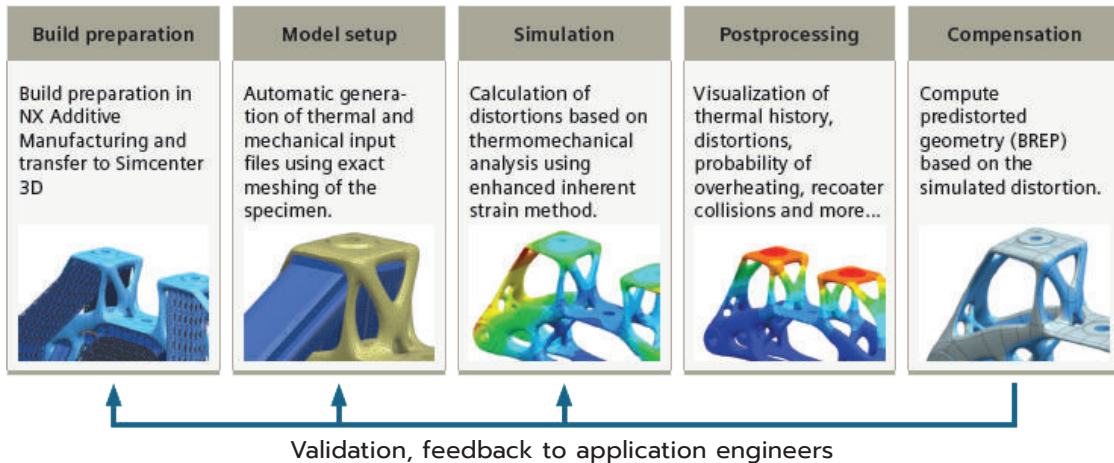 Build preparation
Build preparation in
NX Additive
Manufacturing and
transfer to Simcenter
3D
Model setup
Automatic genera-
tion of thermal and
mechanical input
files using exact
meshing of the
specimen.
Simulation
Calculation of
distortions based on
thermomechanical
analysis using
enhanced inherent
strain method.
Postprocessing
Visualization of
thermal history,
distortions,
probability of
overheating, recoater
collisions and more...
Compensation
Compute
predistorted
geometry (BREP)
based on the
simulated distortion.
Validation, feedback to application engineers